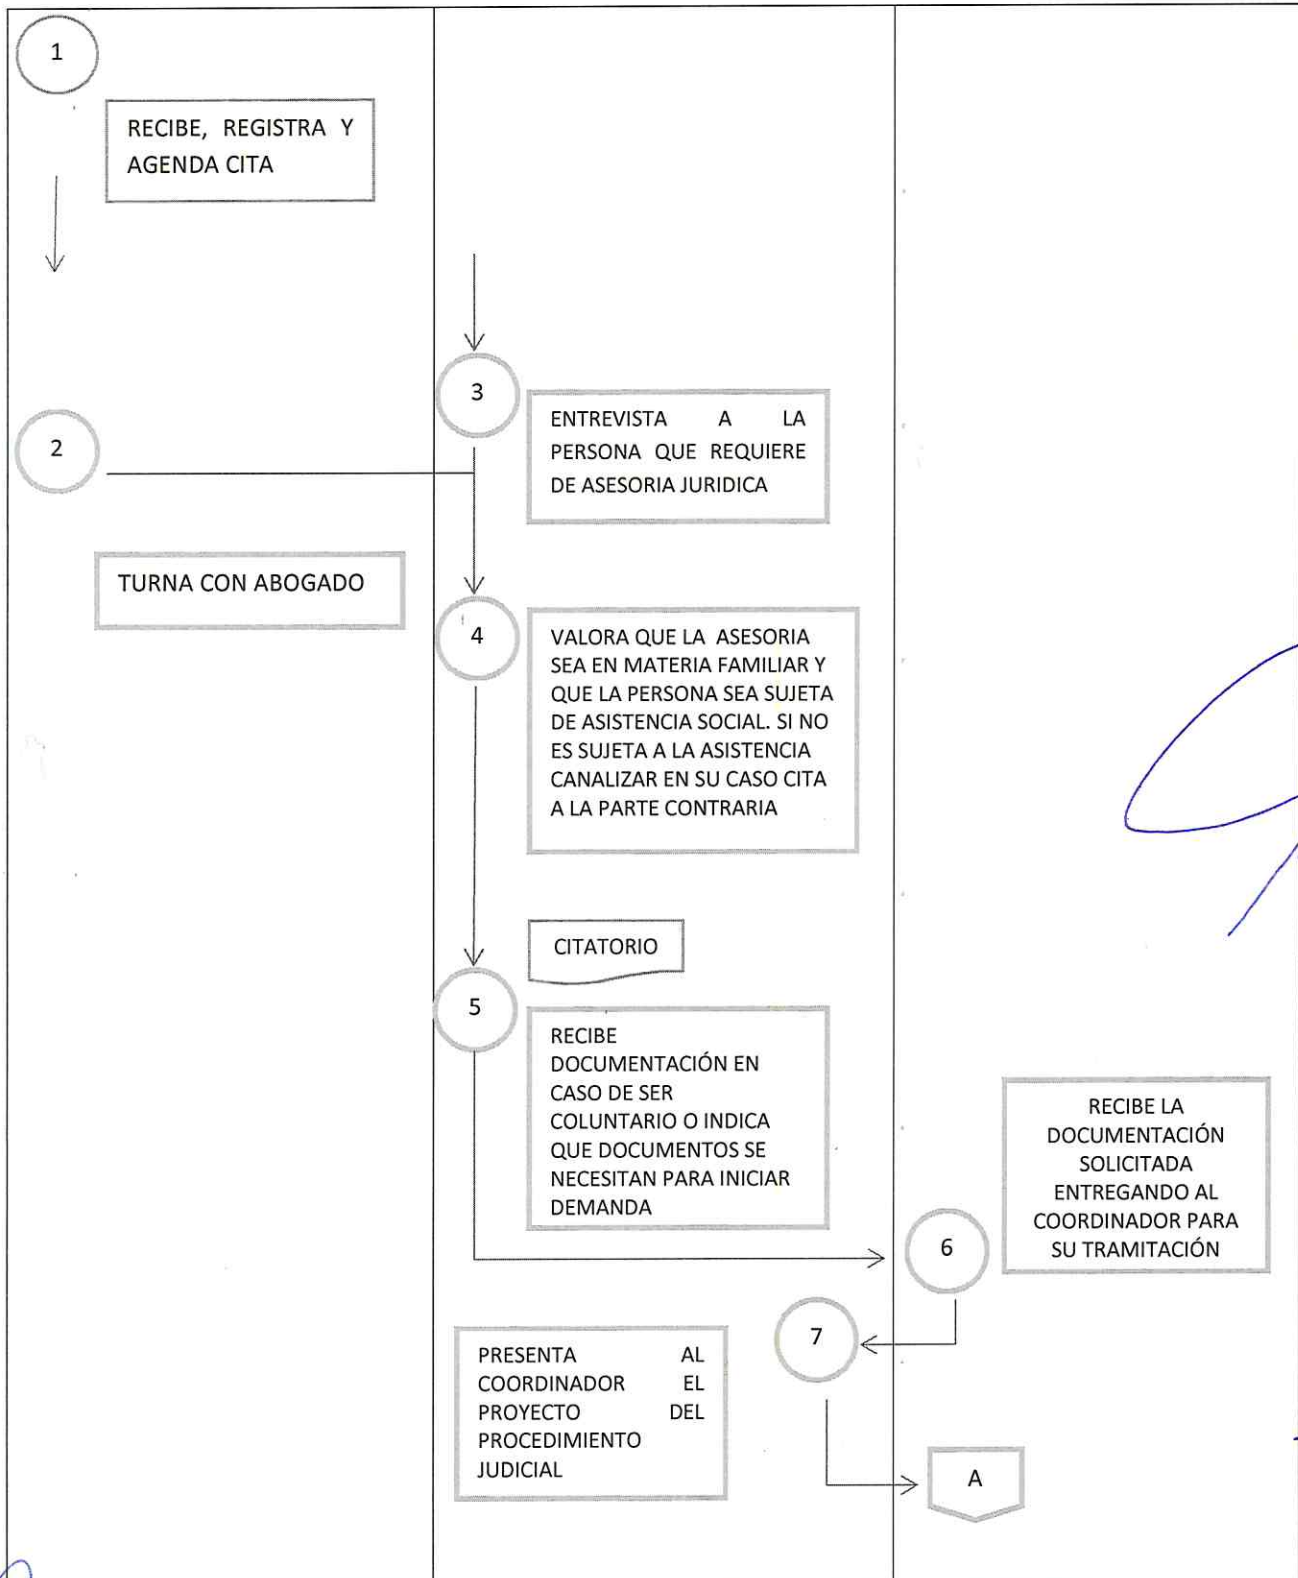 1
RECIBE, REGISTRA Y
AGENDA CITA
2
TURNA CON ABOGADO
3
ENTREVISTA A LA
PERSONA QUE REQUIERE
DE ASESORIA JURIDICA
4
VALORA QUE LA ASESORIA
SEA EN MATERIA FAMILIAR Y
QUE LA PERSONA SEA SUJETA
DE ASISTENCIA SOCIAL. SI NO
ES SUJETA A LA ASISTENCIA
CANALIZAR EN SU CASO CITA
A LA PARTE CONTRARIA
CITATORIO
5
RECIBE
DOCUMENTACIÓN EN
CASO DE SER
COLUNTARIO O INDICA
QUE DOCUMENTOS SE
NECESITAN PARA INICIAR
DEMANDA
6
RECIBE LA
DOCUMENTACIÓN
SOLICITADA
ENTREGANDO AL
COORDINADOR PARA
SU TRAMITACIÓN
7
PRESENTA AL
COORDINADOR EL
PROYECTO DEL
PROCEDIMIENTO
JUDICIAL
A